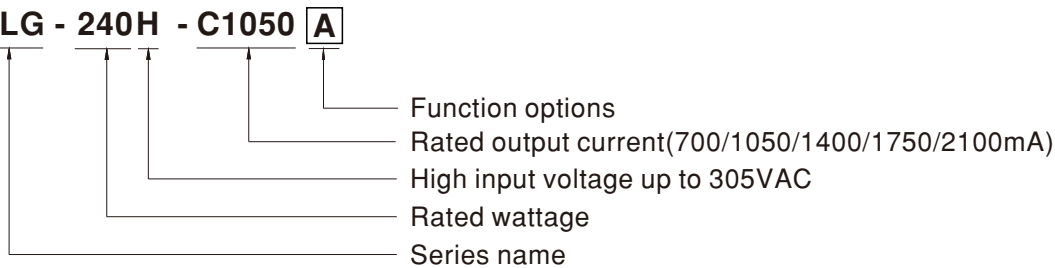 LG - 240H - C1050 A
Function options
Rated output current(700/1050/1400/1750/2100mA)
High input voltage up to 305VAC
Rated wattage
Series name